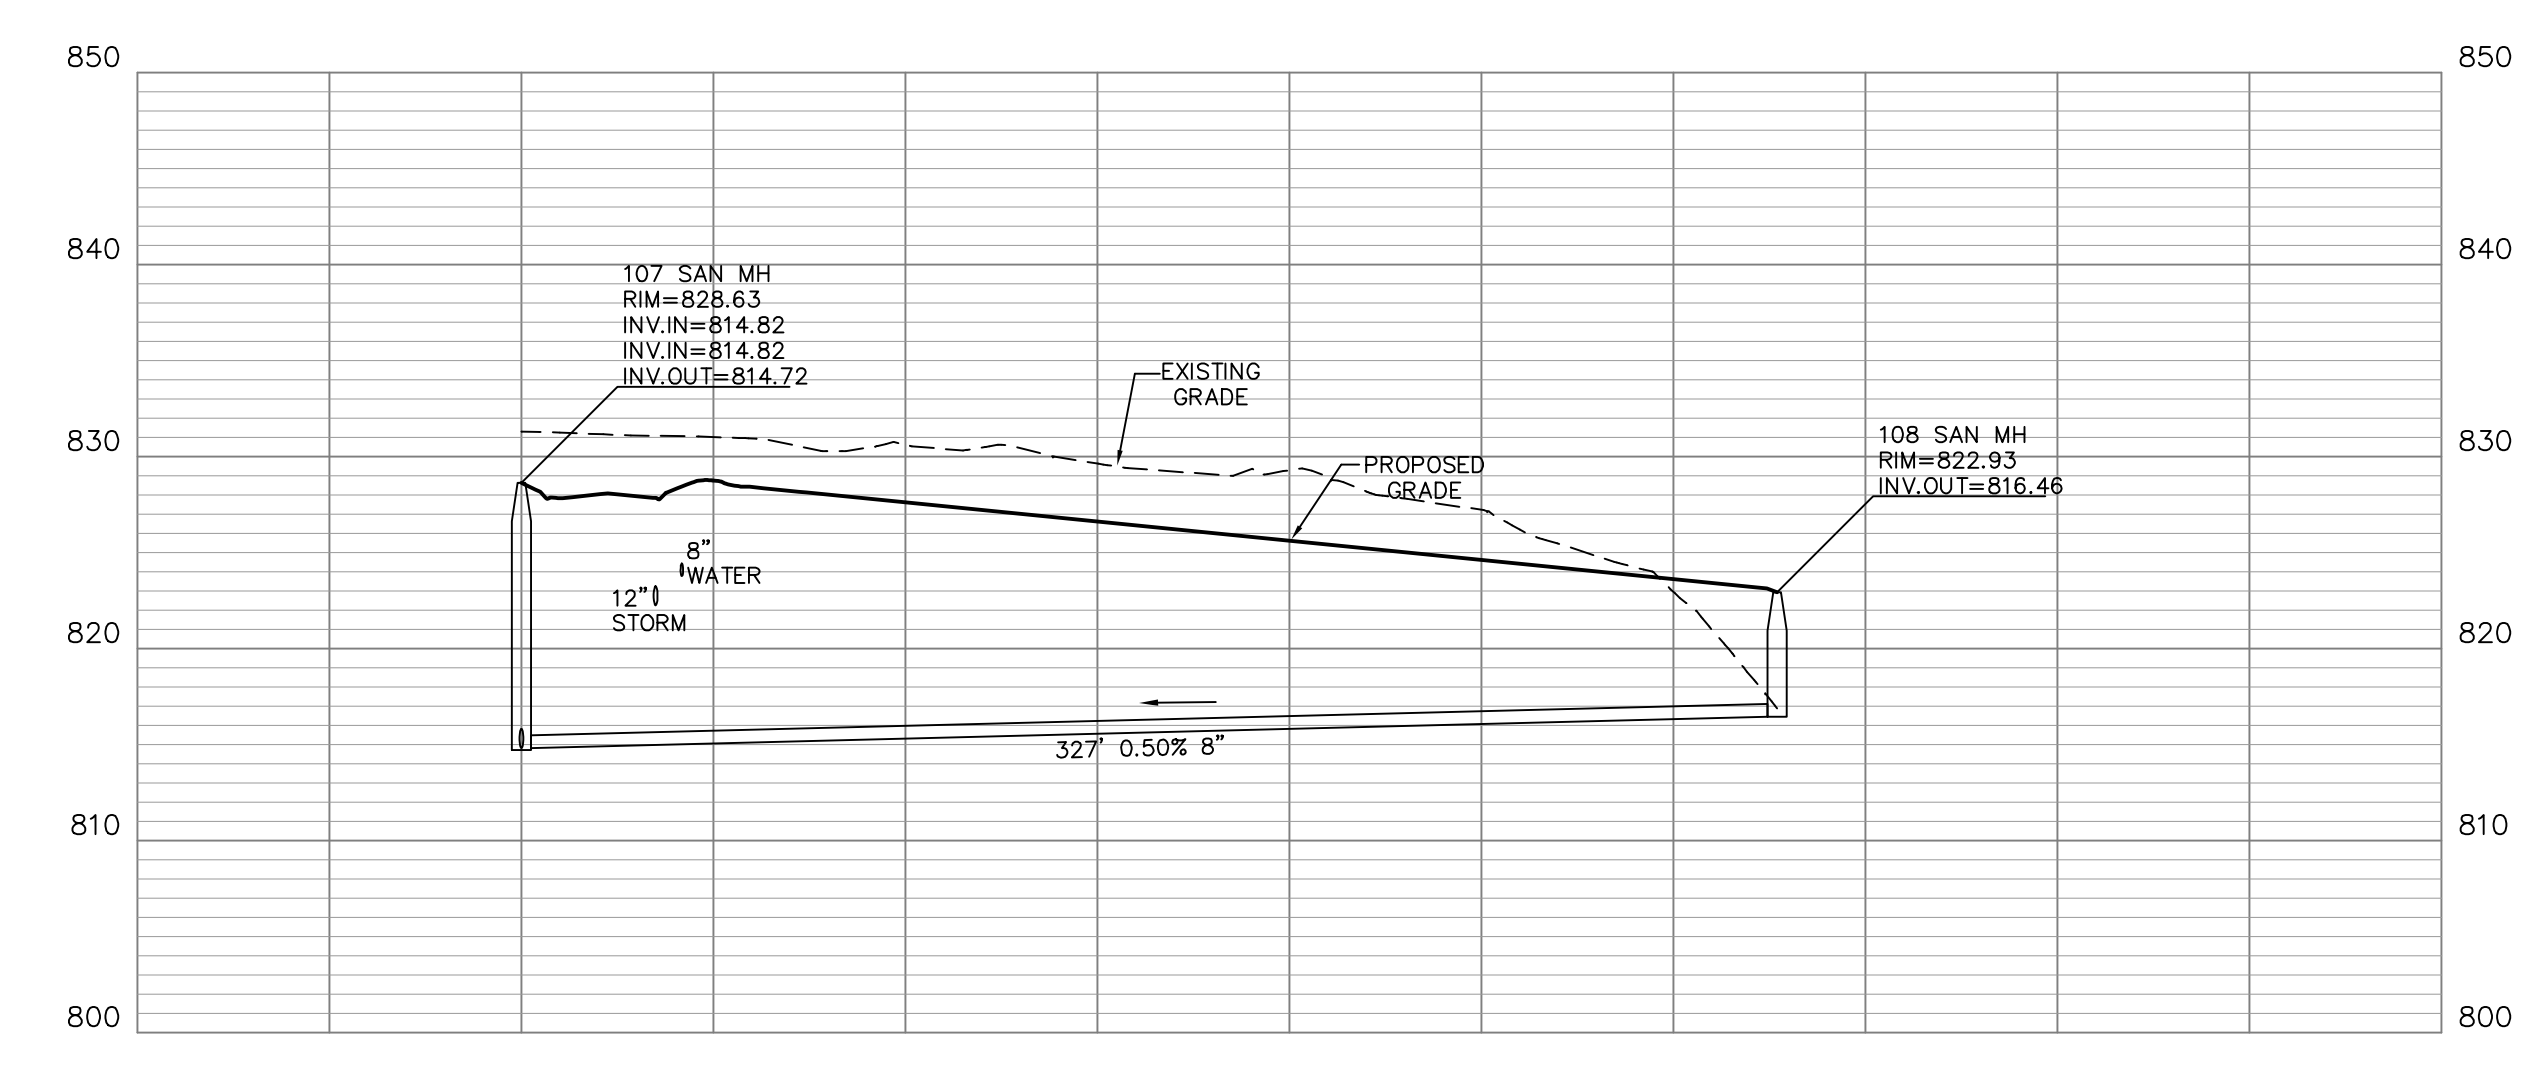 850
850
840
840
107 SAN MH
RIM=828.63
INV.IN=814.82
INV.IN=814.82
INV.OUT=814.72
EXISTING
GRADE
830
830
108 SAN MH
RIM=822.93
INV.OUT=816.46
PROPOSED
GRADE
8"
WATER
12"
STORM
820
820
327' 0.50% 8"
810
810
800
800